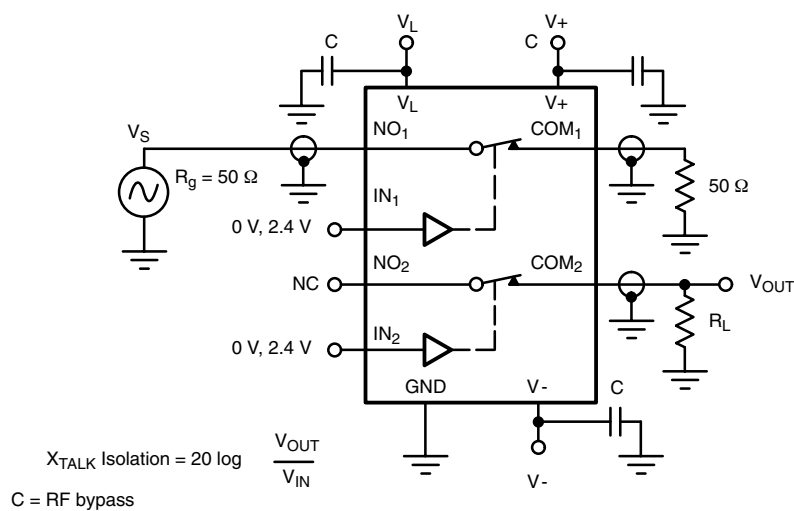 V_L V+
C C
V_L V+
V_S NO_1 COM_1
R_g = 50 Ω 50 Ω
IN_1
0 V, 2.4 V
NO_2 COM_2
NC V_OUT
R_L
IN_2
0 V, 2.4 V
GND V- C
X_TALK Isolation = 20 log V_OUT
V_IN
V-
C = RF bypass